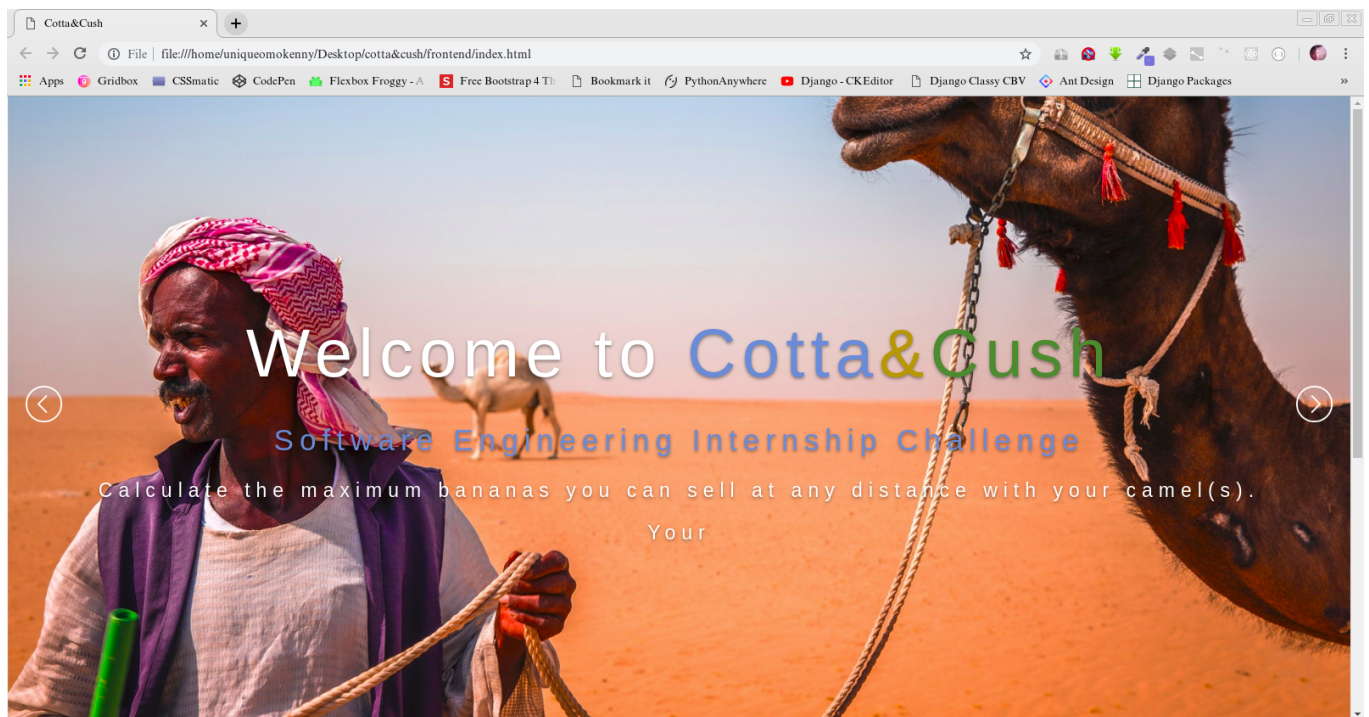 Cotta&Cush
File file:///home/uniqueomokenny/Desktop/cotta&cush/frontend/index.html
Apps Gridbox CSSmatic CodePen Flexbox Froggy - A Free Bootstrap 4 Th Bookmark it PythonAnywhere Django - CKEditor Django Classy CBV Ant Design Django Packages »
Welcome to Cotta&Cush
Software Engineering Internship Challenge
Calculate the maximum bananas you can sell at any distance with your camel(s).
Your